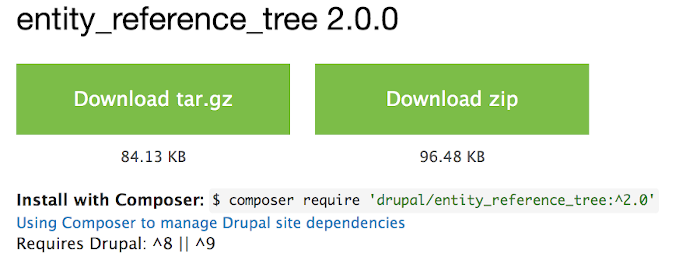 entity_reference_tree 2.0.0
Download tar.gz
Download zip
84.13 KB
96.48 KB
Install with Composer: $ composer require 'drupal/entity_reference_tree:^2.0'
Using Composer to manage Drupal site dependencies
Requires Drupal: ^8 || ^9